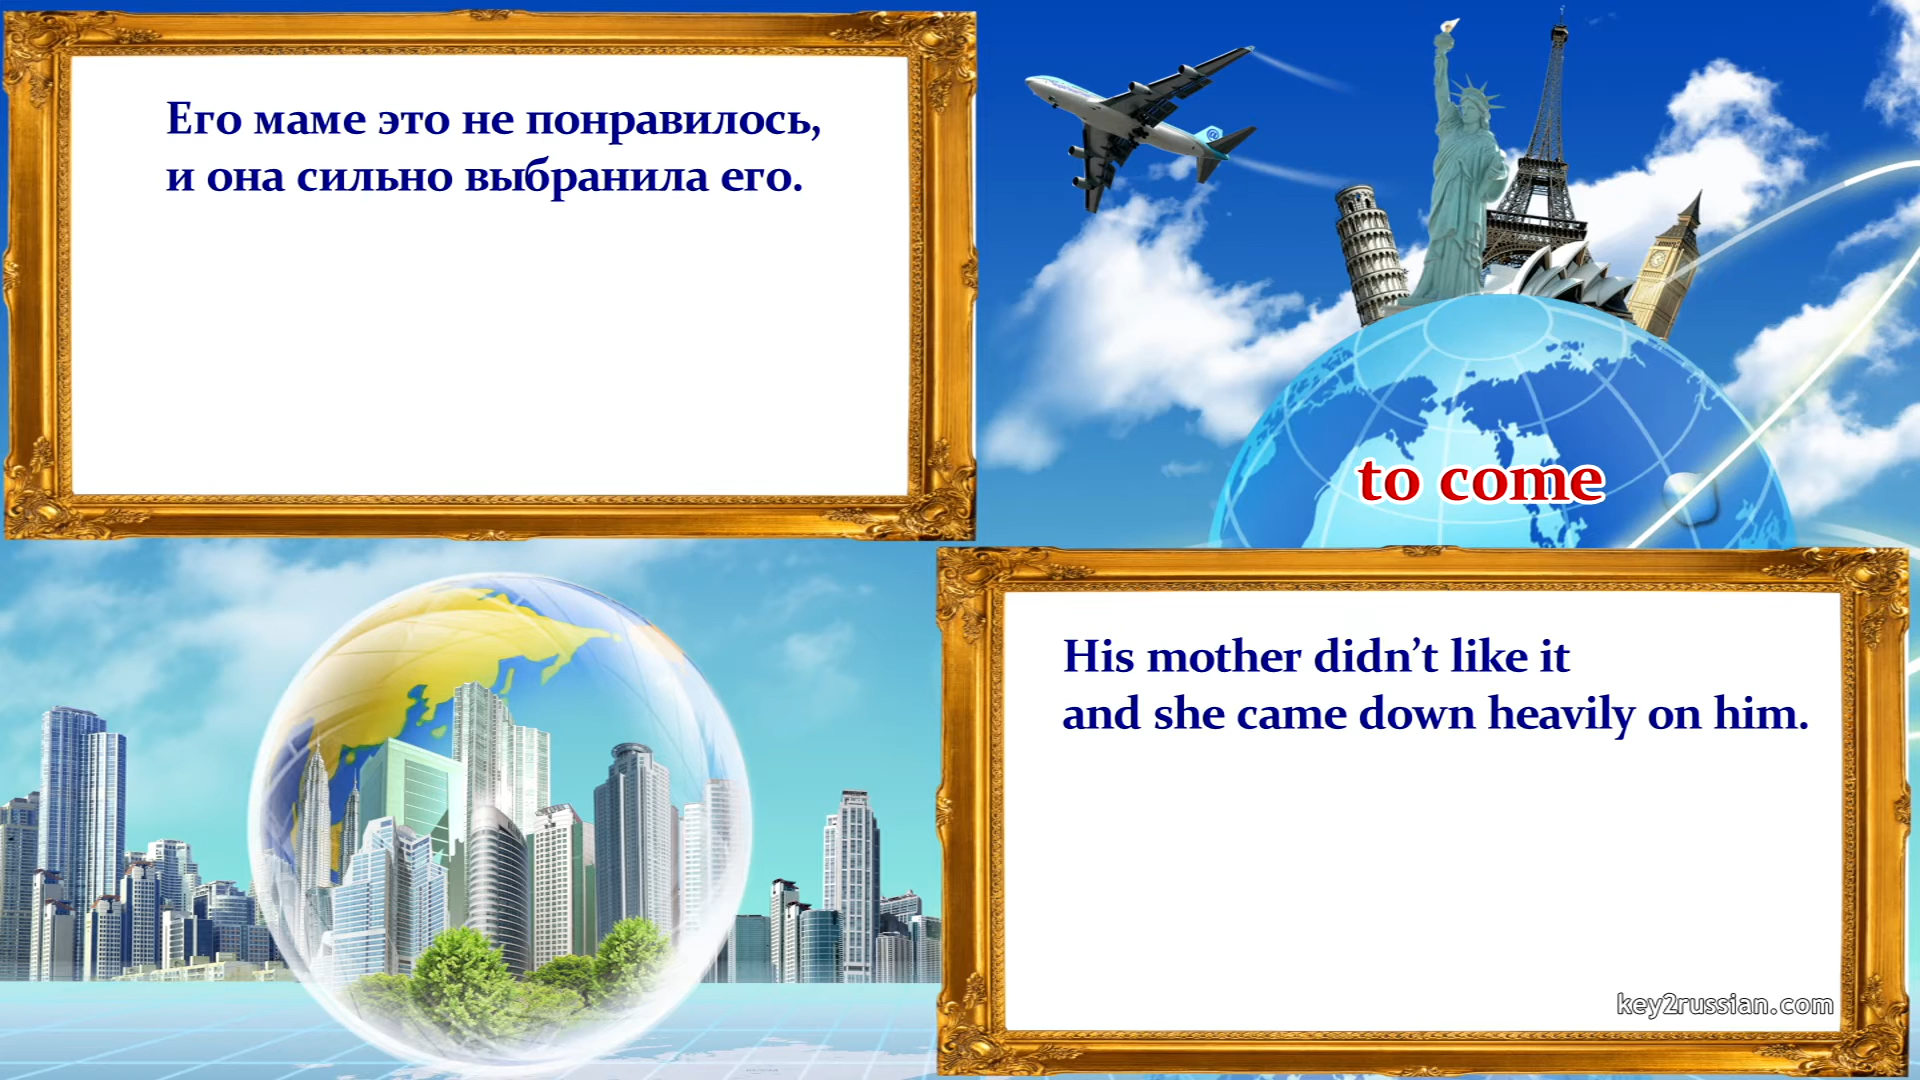 Его маме это не понравилось,
и она сильно выбранила его.
to come
His mother didn’t like it
and she came down heavily on him.
key2russian.com